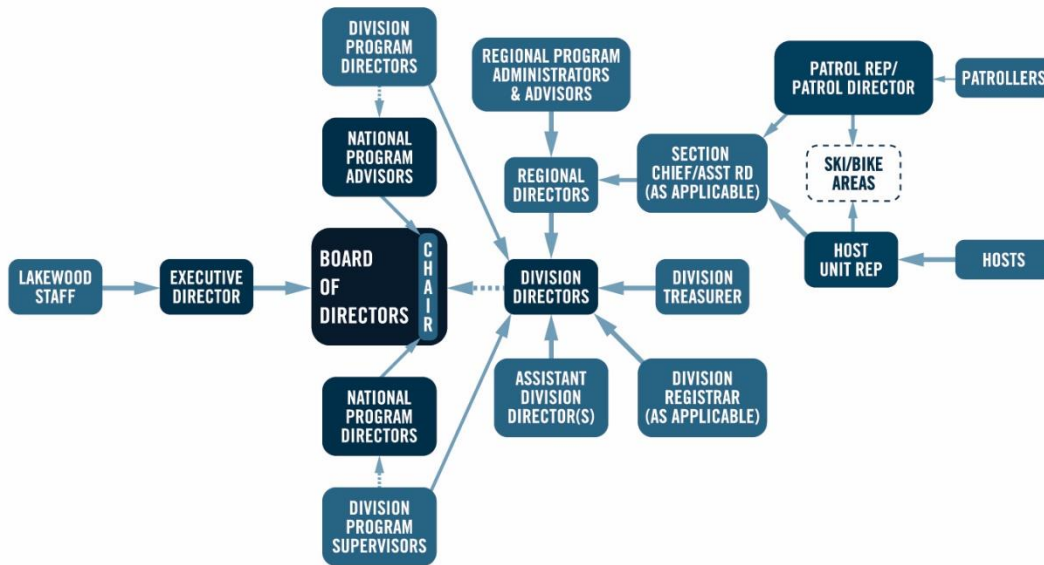 DIVISION
PROGRAM
DIRECTORS
REGIONAL PROGRAM
ADMINISTRATORS
& ADVISORS
PATROL REP/
PATROL DIRECTOR
PATROLLERS
NATIONAL
PROGRAM
ADVISORS
REGIONAL
DIRECTORS
SECTION
CHIEF/ASST RD
(AS APPLICABLE)
SKI/BIKE
AREAS
HOST
UNIT REP
HOSTS
LAKEWOOD
STAFF
EXECUTIVE
DIRECTOR
BOARD
OF
DIRECTORS
CHAIR
DIVISION
DIRECTORS
DIVISION
TREASURER
NATIONAL
PROGRAM
DIRECTORS
ASSISTANT
DIVISION
DIRECTOR(S)
DIVISION
REGISTRAR
(AS APPLICABLE)
DIVISION
PROGRAM
SUPERVISORS